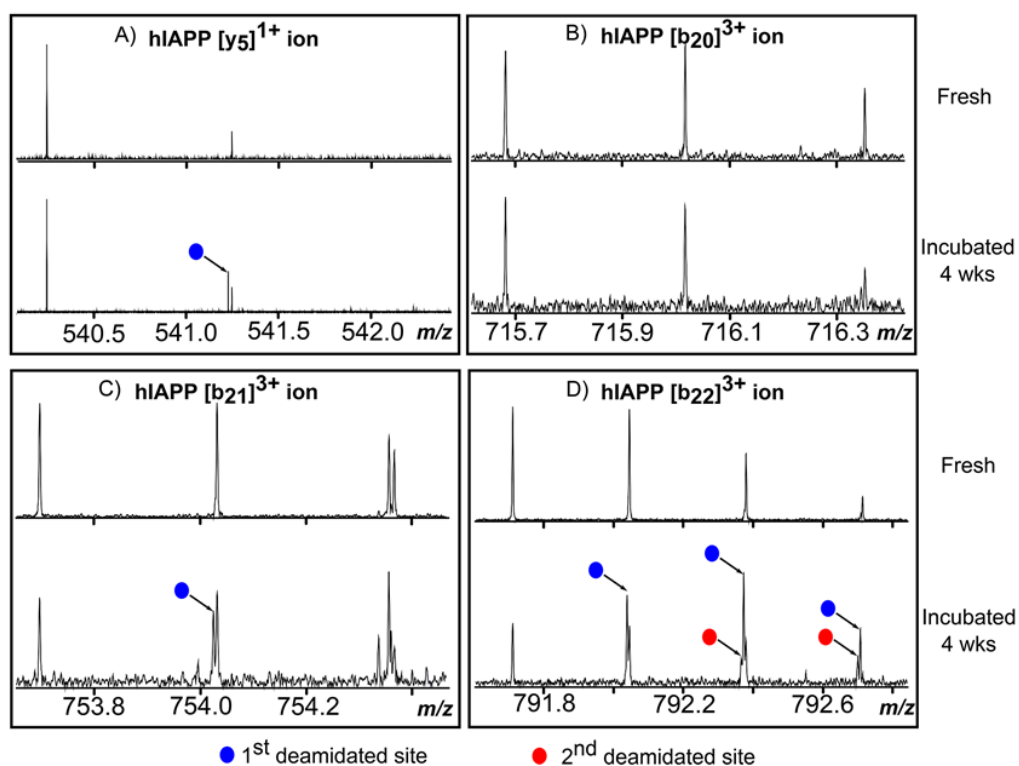 A) hIAPP [y5]1+ ion
B) hIAPP [b20]3+ ion
Fresh
Incubated
4 wks
540.5 541.0 541.5 542.0 m/z
715.7 715.9 716.1 716.3 m/z
C) hIAPP [b21]3+ ion
D) hIAPP [b22]3+ ion
Fresh
Incubated
4 wks
753.8 754.0 754.2 m/z
791.8 792.2 792.6 m/z
1st deamidated site
2nd deamidated site